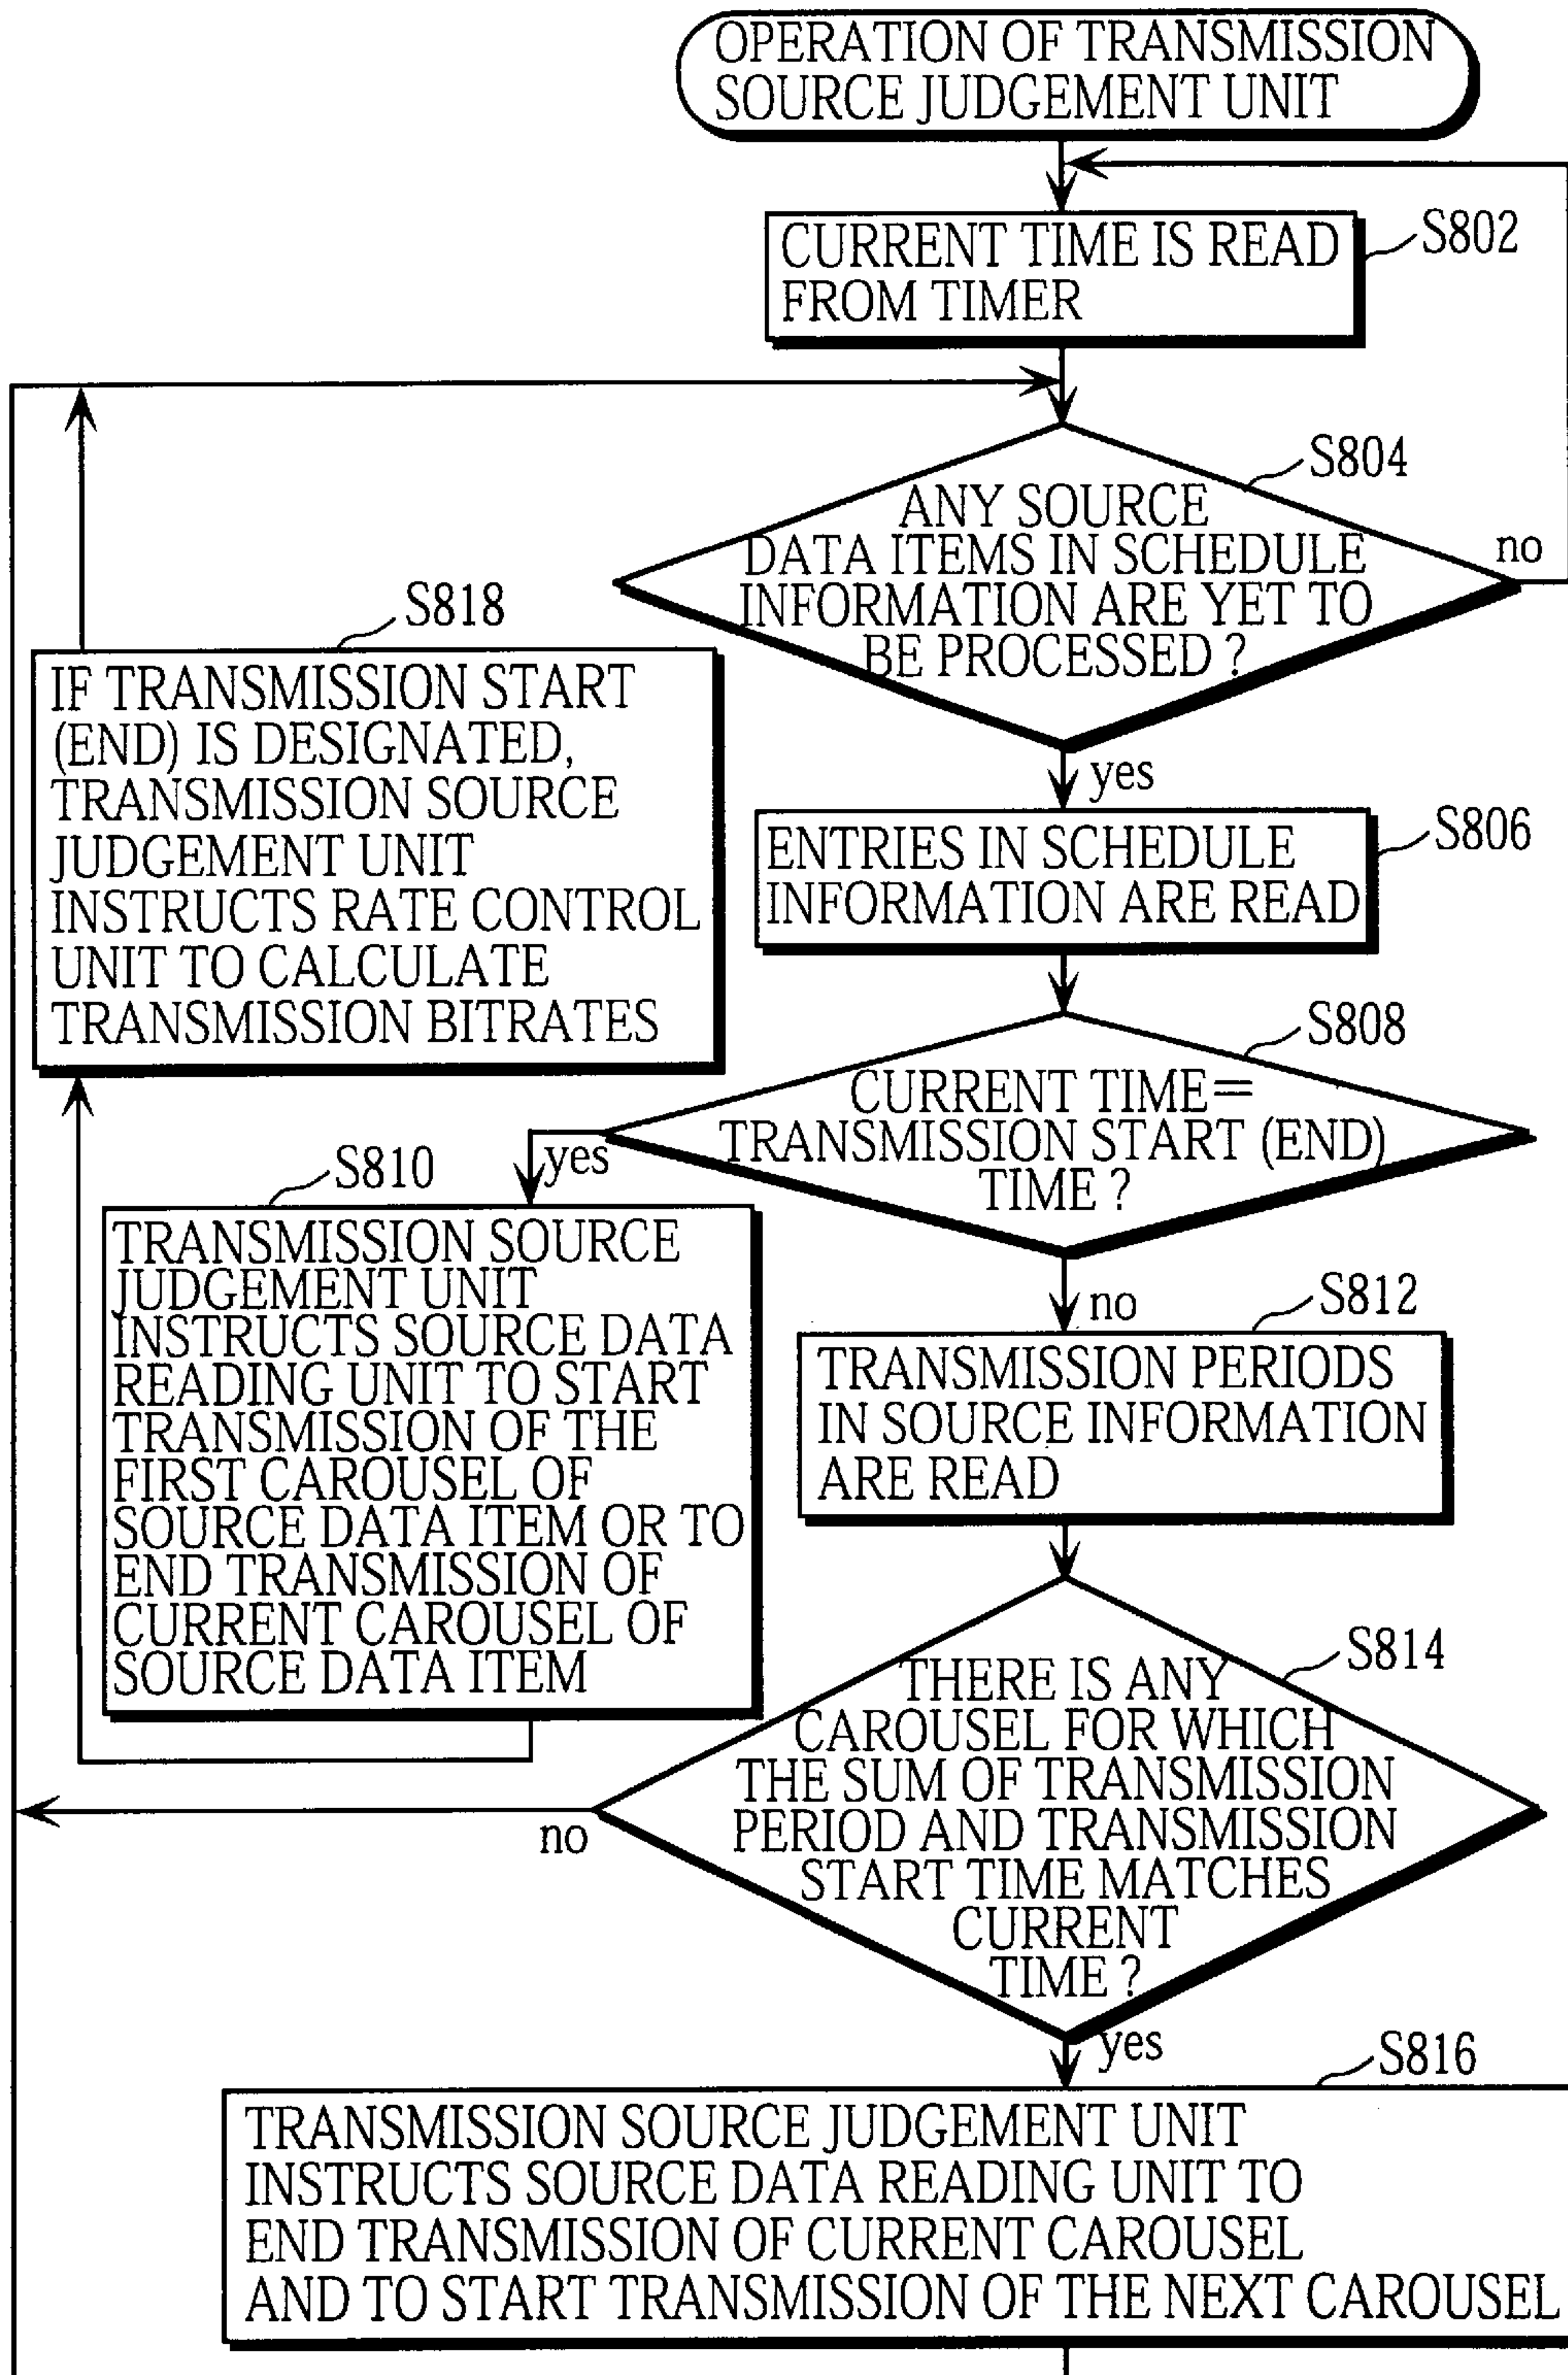 OPERATION OF TRANSMISSION
SOURCE JUDGEMENT UNIT
CURRENT TIME IS READ
FROM TIMER
S802
S804
ANY SOURCE
DATA ITEMS IN SCHEDULE
INFORMATION ARE YET TO
BE PROCESSED ?
no
yes
S818
IF TRANSMISSION START
(END) IS DESIGNATED,
TRANSMISSION SOURCE
JUDGEMENT UNIT
INSTRUCTS RATE CONTROL
UNIT TO CALCULATE
TRANSMISSION BITRATES
S806
ENTRIES IN SCHEDULE
INFORMATION ARE READ
S808
CURRENT TIME=
TRANSMISSION START (END)
TIME ?
yes
no
S810
TRANSMISSION SOURCE
JUDGEMENT UNIT
INSTRUCTS SOURCE DATA
READING UNIT TO START
TRANSMISSION OF THE
FIRST CAROUSEL OF
SOURCE DATA ITEM OR TO
END TRANSMISSION OF
CURRENT CAROUSEL OF
SOURCE DATA ITEM
S812
TRANSMISSION PERIODS
IN SOURCE INFORMATION
ARE READ
S814
THERE IS ANY
CAROUSEL FOR WHICH
THE SUM OF TRANSMISSION
PERIOD AND TRANSMISSION
START TIME MATCHES
CURRENT
TIME ?
no
yes
S816
TRANSMISSION SOURCE JUDGEMENT UNIT
INSTRUCTS SOURCE DATA READING UNIT TO
END TRANSMISSION OF CURRENT CAROUSEL
AND TO START TRANSMISSION OF THE NEXT CAROUSEL